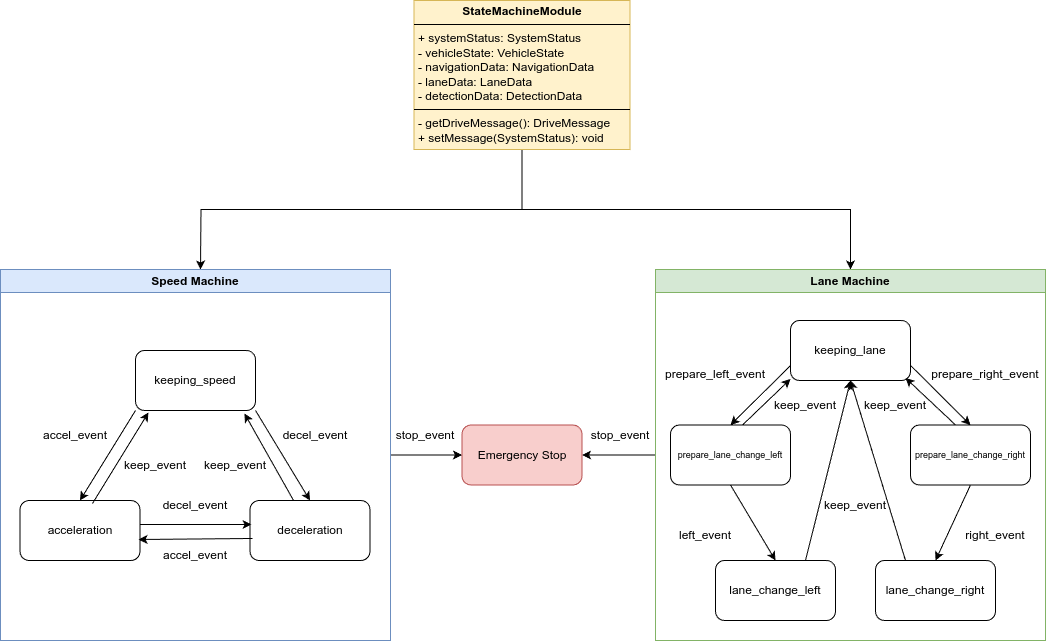 StateMachineModule
+ systemStatus: SystemStatus
- vehicleState: VehicleState
- navigationData: NavigationData
- laneData: LaneData
- detectionData: DetectionData
- getDriveMessage(): DriveMessage
+ setMessage(SystemStatus): void
Speed Machine
keeping_speed
accel_event
decel_event
keep_event
keep_event
decel_event
acceleration
deceleration
accel_event
stop_event
Emergency Stop
stop_event
Lane Machine
keeping_lane
prepare_left_event
prepare_right_event
keep_event
keep_event
prepare_lane_change_left
prepare_lane_change_right
keep_event
left_event
right_event
lane_change_left
lane_change_right